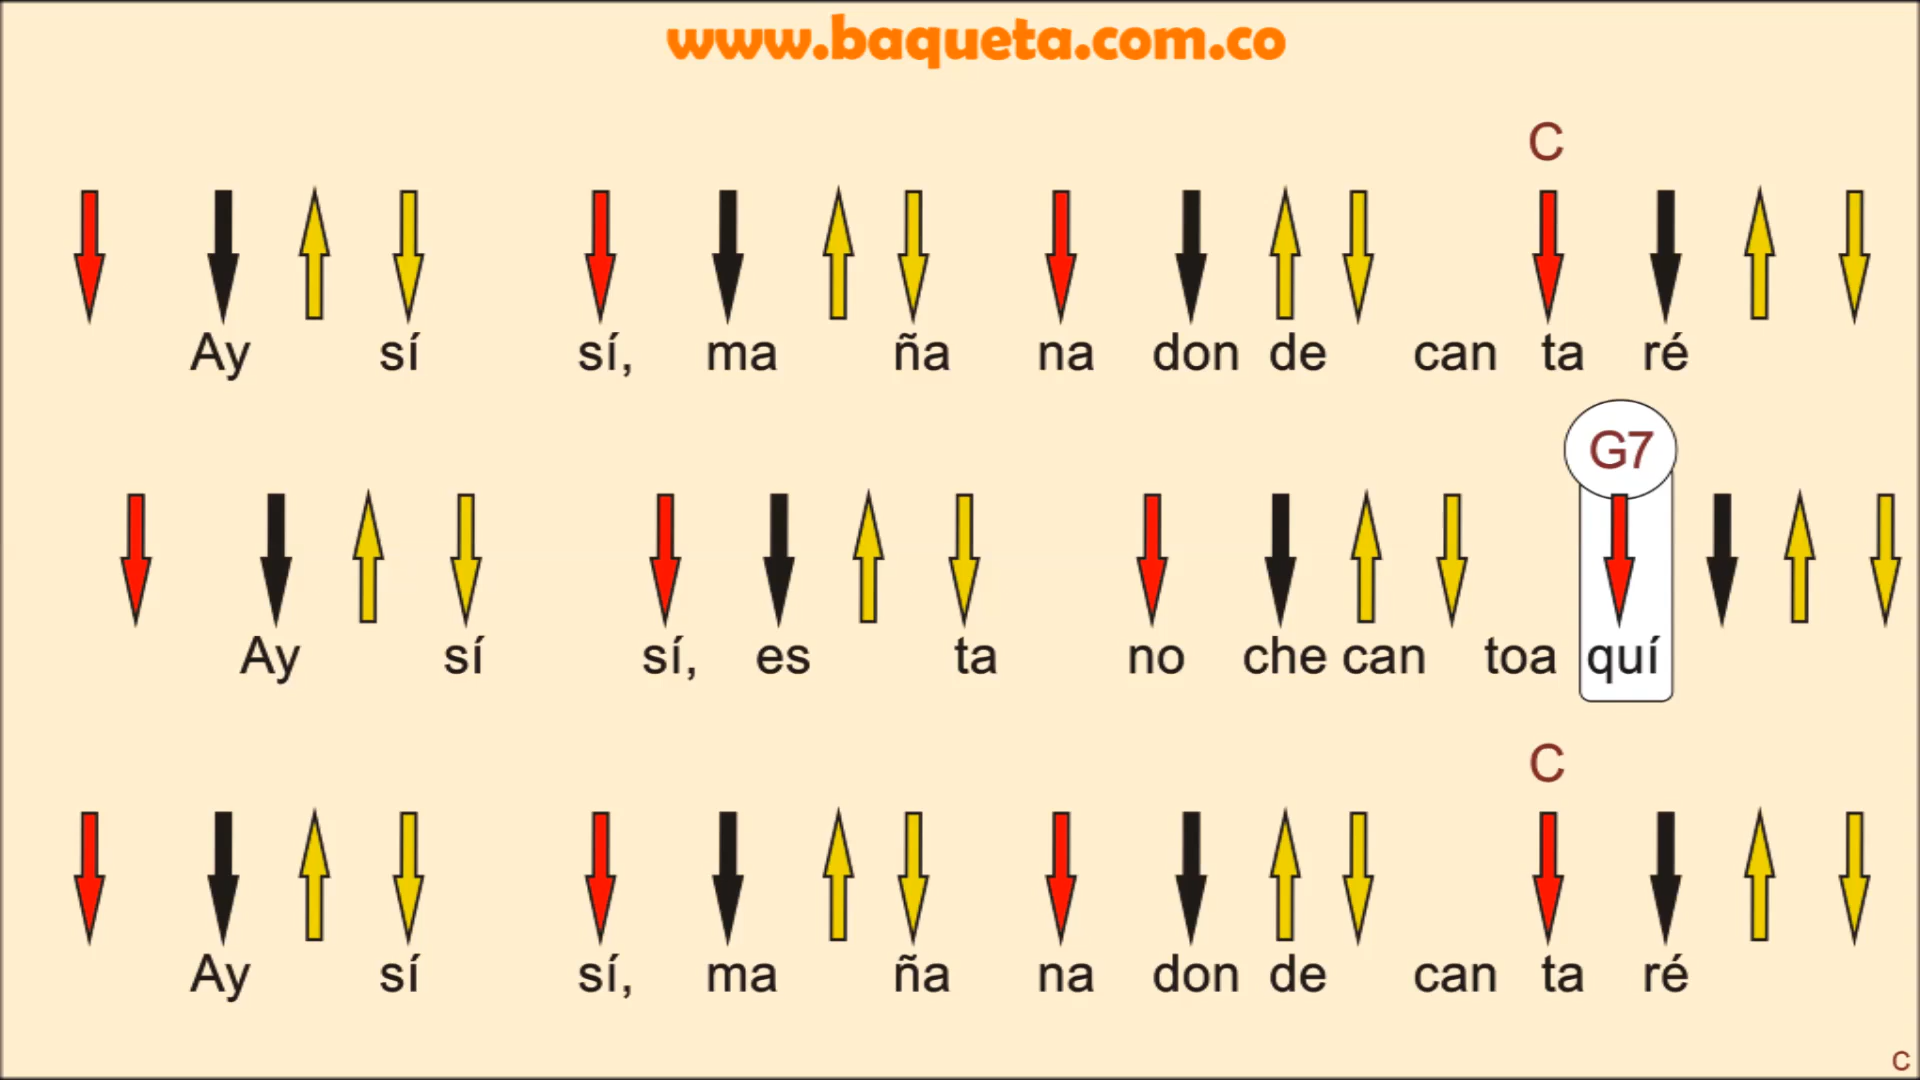 www.baqueta.com.co
C
Ay sí sí, ma ña na don de can ta ré
G7
Ay sí sí, es ta no che can toa quí
C
Ay sí sí, ma ña na don de can ta ré
C